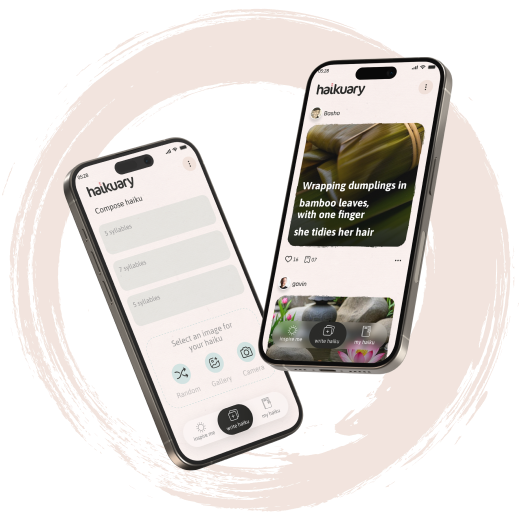 05:28
haikuary
Compose haiku
5 syllables
7 syllables
5 syllables
Select an image for
your haiku
Random
Gallery
Camera
inspire me
write haiku
my haiku
05:28
haikuary
Basho
Wrapping dumplings in
bamboo leaves,
with one finger
she tidies her hair
16
07
gavin
inspire me
write haiku
my haiku